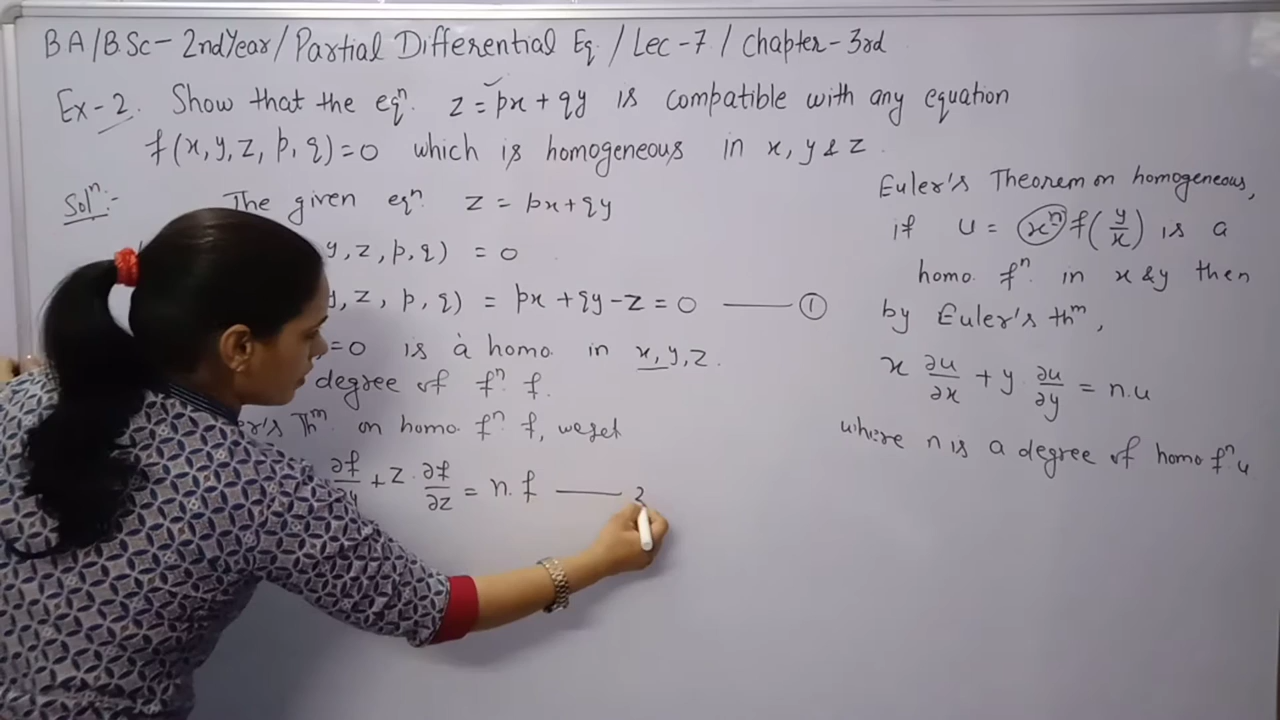 BA/B.Sc- 2ndYear/Partial Differential Eq./Lec-7/Chapter-3rd
Ex-2. Show that the eqⁿ. z = px + qy is compatible with any equation
f(x,y,z,p,q)=0 which is homogeneous in x, y & z.
Solⁿ:- The given eqⁿ. z = px+qy
y,z,p,q) = 0
y,z,p,q) = px+qy-z=0 —— ①
=0 is a homo. in x,y,z.
degree of fⁿ. f.
Thᵐ. on homo. fⁿ f, we get
∂f + z.∂f/∂z = n.f —— 2
Euler's Theorem on homogeneous,
if u = xⁿ f(y/x) is a
homo. fⁿ. in x & y then
by Euler's thᵐ,
x ∂u/∂x + y ∂u/∂y = n.u
where n is a degree of homo fⁿ. u